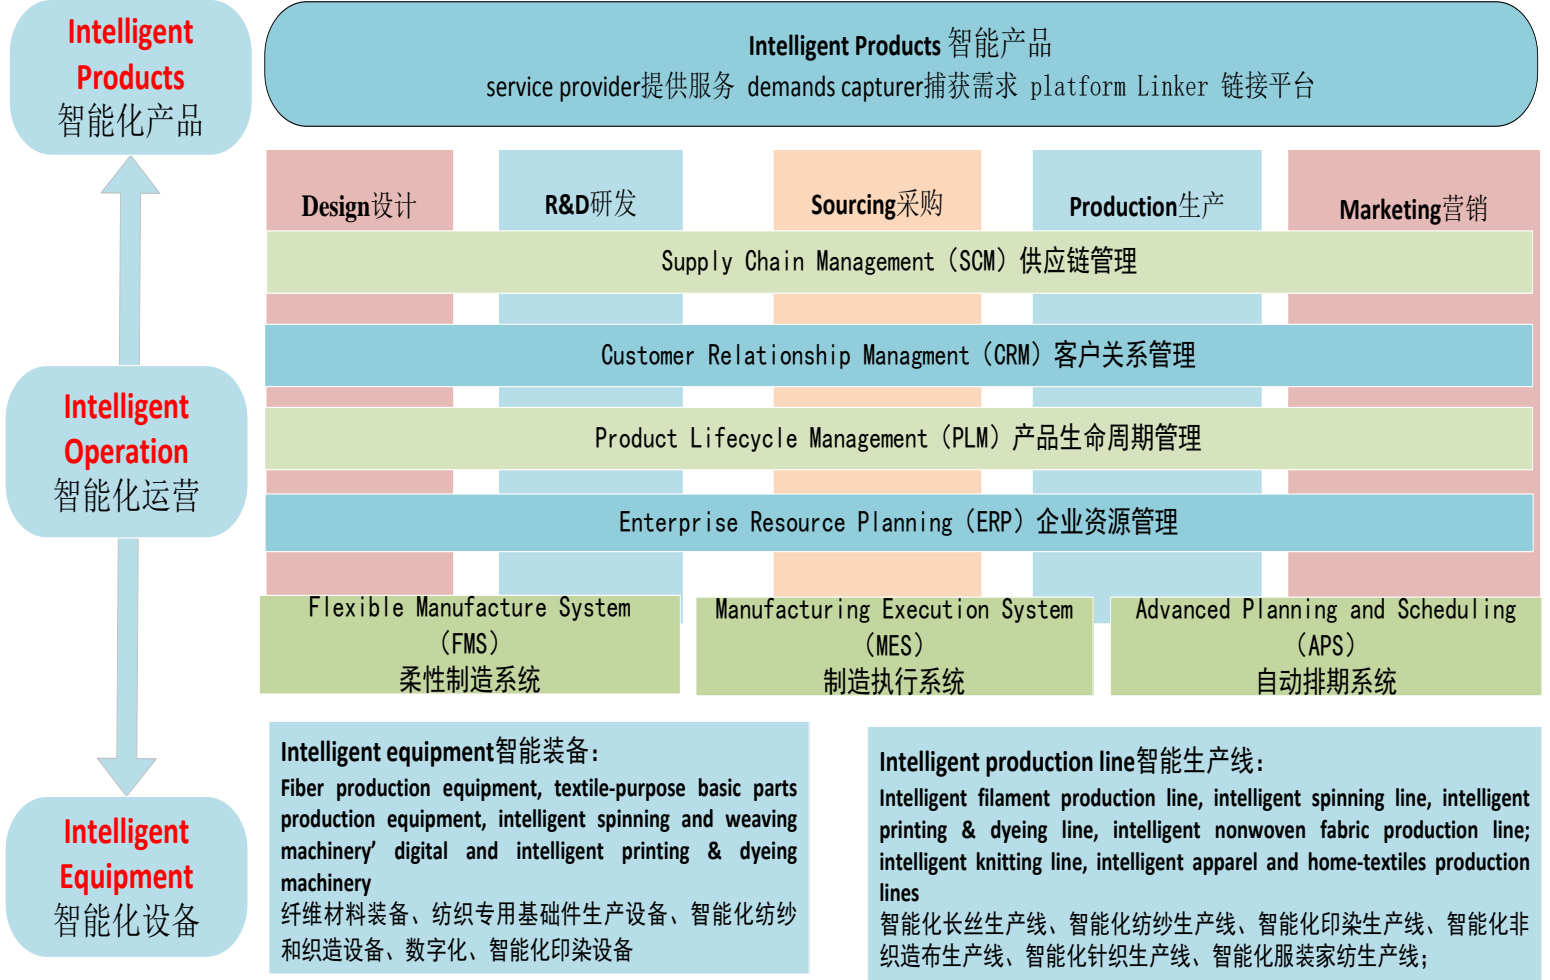 Intelligent
Products
智能化产品
Intelligent Products 智能产品
service provider提供服务 demands capturer捕获需求 platform Linker 链接平台
Design设计
R&D研发
Sourcing采购
Production生产
Marketing营销
Supply Chain Management（SCM）供应链管理
Customer Relationship Managment（CRM）客户关系管理
Intelligent
Operation
智能化运营
Product Lifecycle Management（PLM）产品生命周期管理
Enterprise Resource Planning（ERP）企业资源管理
Flexible Manufacture System
（FMS）
柔性制造系统
Manufacturing Execution System
（MES）
制造执行系统
Advanced Planning and Scheduling
（APS）
自动排期系统
Intelligent
Equipment
智能化设备
Intelligent equipment智能装备：
Fiber production equipment, textile-purpose basic parts
production equipment, intelligent spinning and weaving
machinery’ digital and intelligent printing & dyeing
machinery
纤维材料装备、纺织专用基础件生产设备、智能化纺纱
和织造设备、数字化、智能化印染设备
Intelligent production line智能生产线：
Intelligent filament production line, intelligent spinning line, intelligent
printing & dyeing line, intelligent nonwoven fabric production line;
intelligent knitting line, intelligent apparel and home-textiles production
lines
智能化长丝生产线、智能化纺纱生产线、智能化印染生产线、智能化非
织造布生产线、智能化针织生产线、智能化服装家纺生产线；